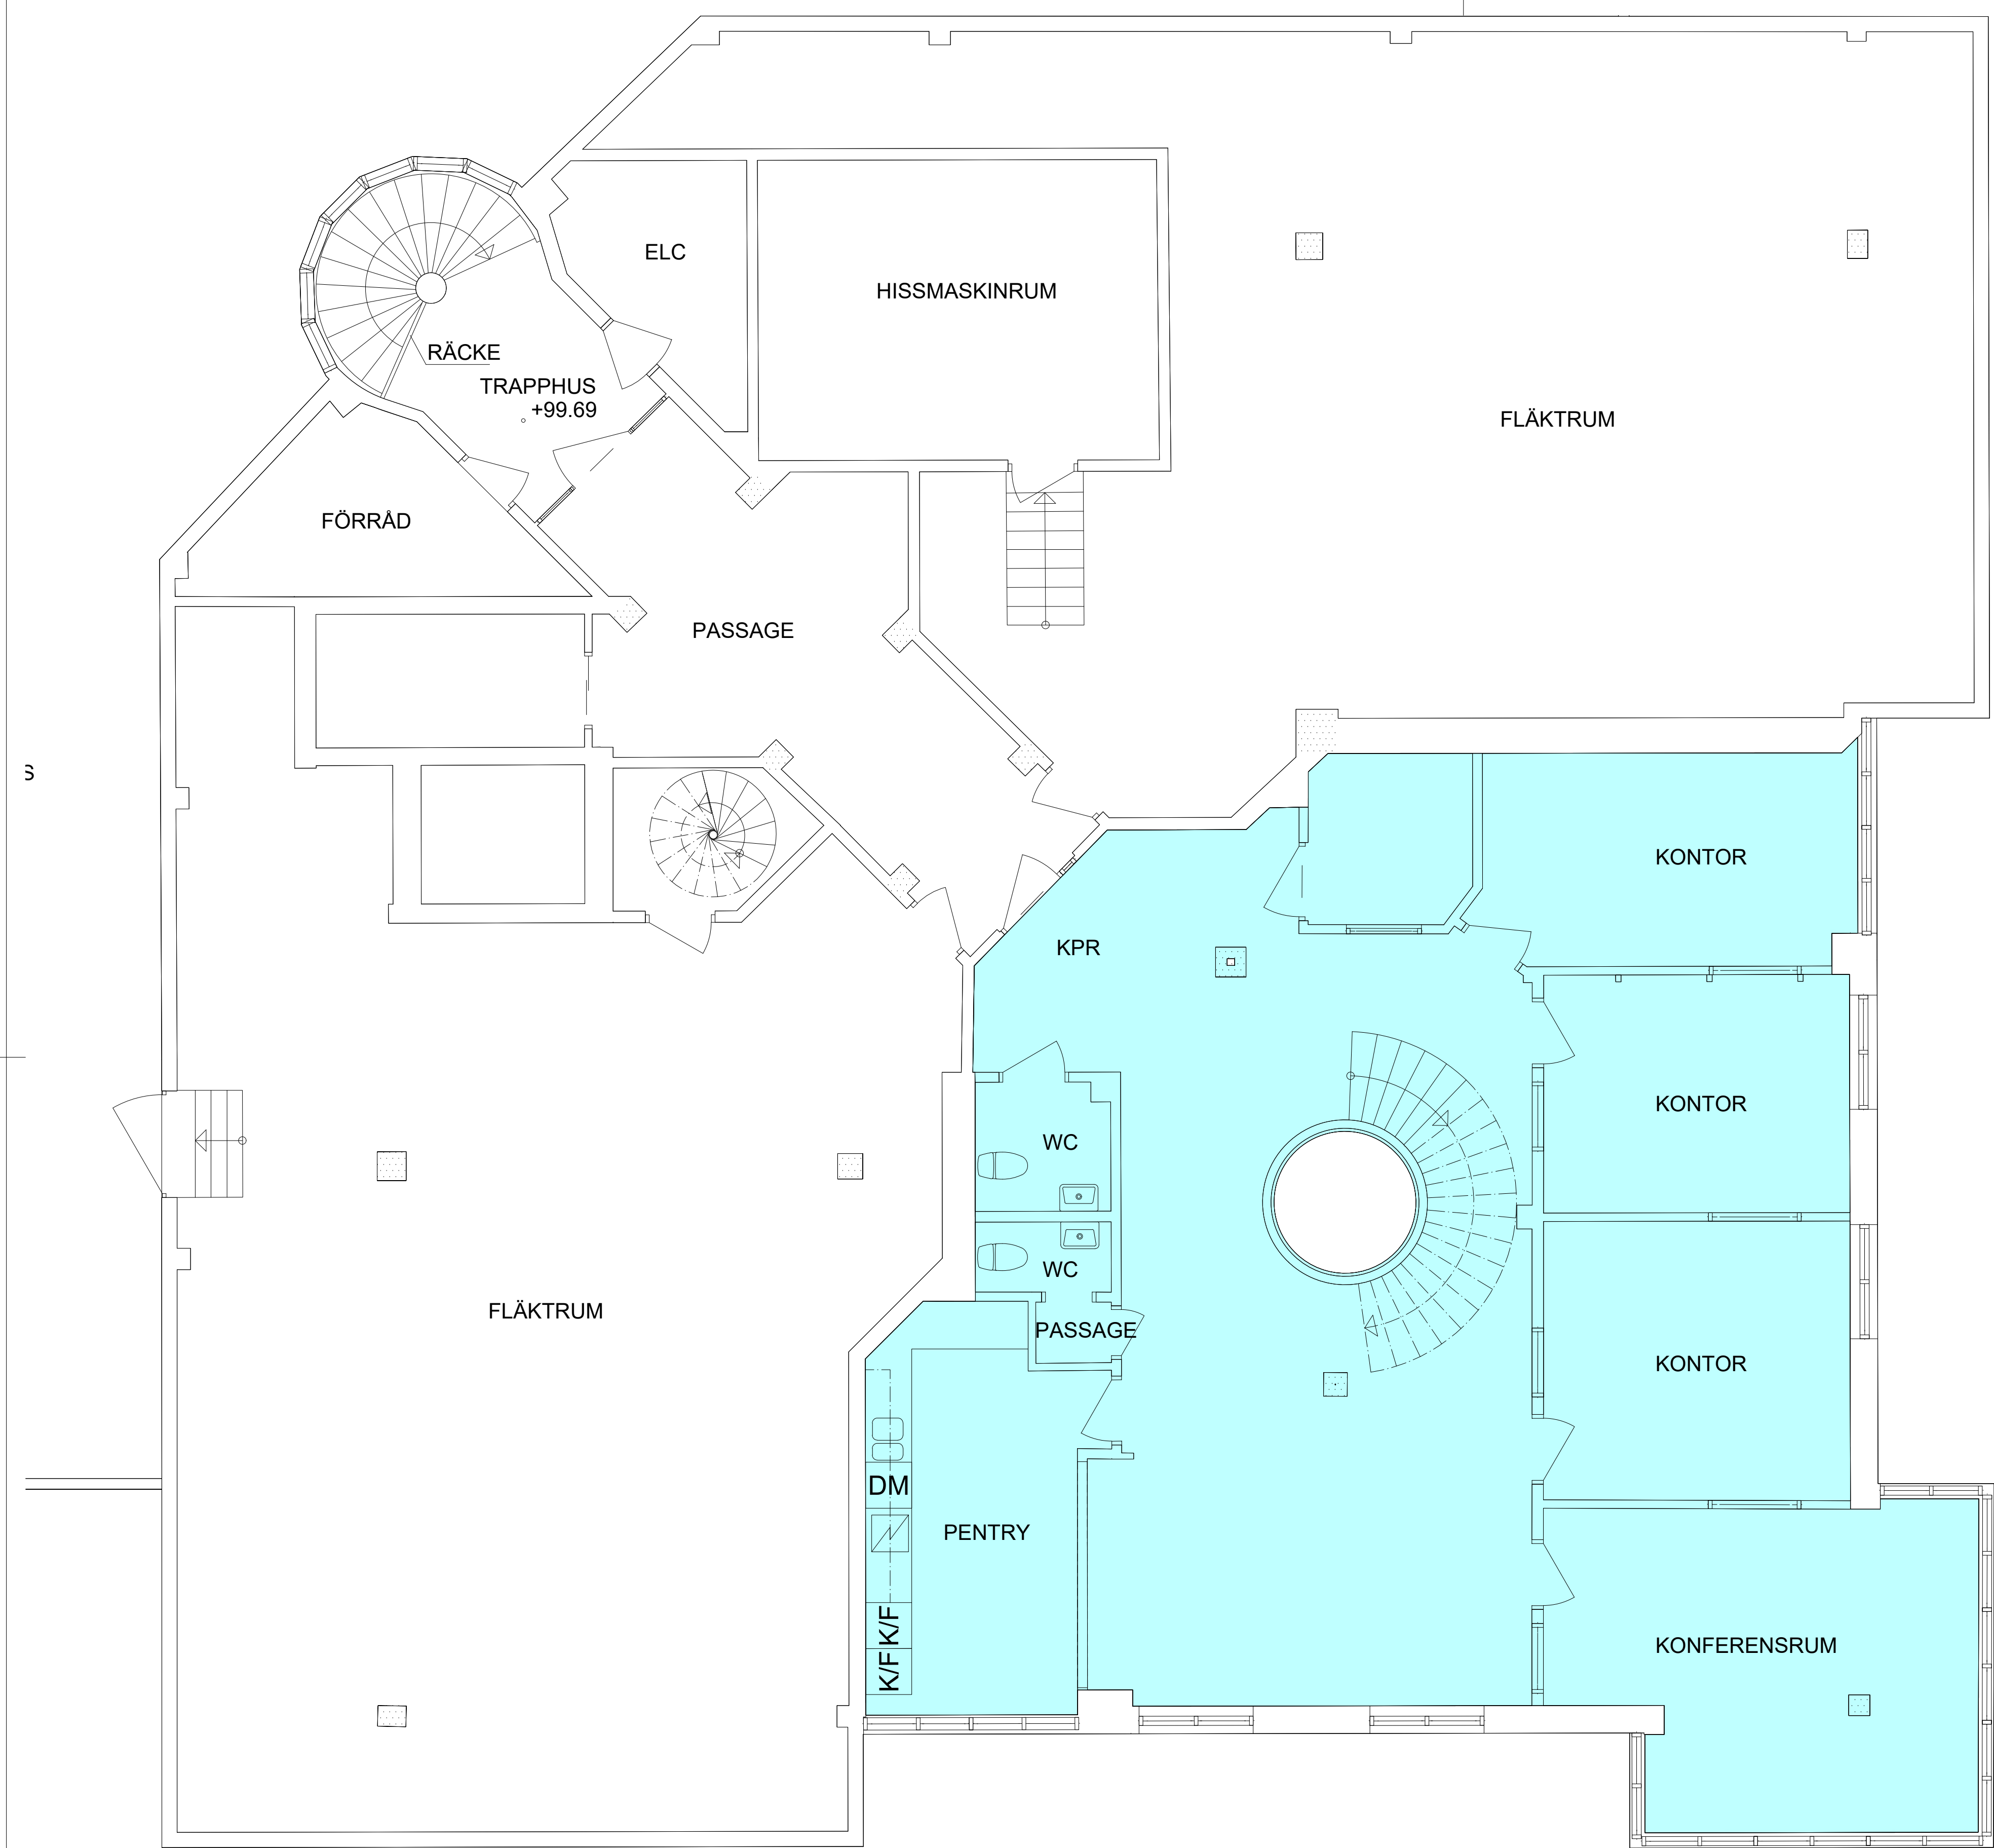 ELC
HISSMASKINRUM
RÄCKE
TRAPPHUS
+99.69
FLÄKTRUM
FÖRRÅD
PASSAGE
S
KONTOR
KPR
KONTOR
WC
WC
FLÄKTRUM
PASSAGE
KONTOR
DM
PENTRY
K/F
K/F
KONFERENSRUM